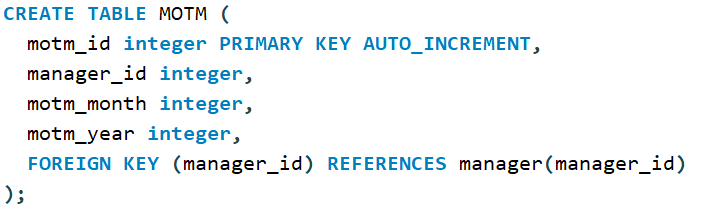 CREATE TABLE MOTM (
  motm_id integer PRIMARY KEY AUTO_INCREMENT,
  manager_id integer,
  motm_month integer,
  motm_year integer,
  FOREIGN KEY (manager_id) REFERENCES manager(manager_id)
);